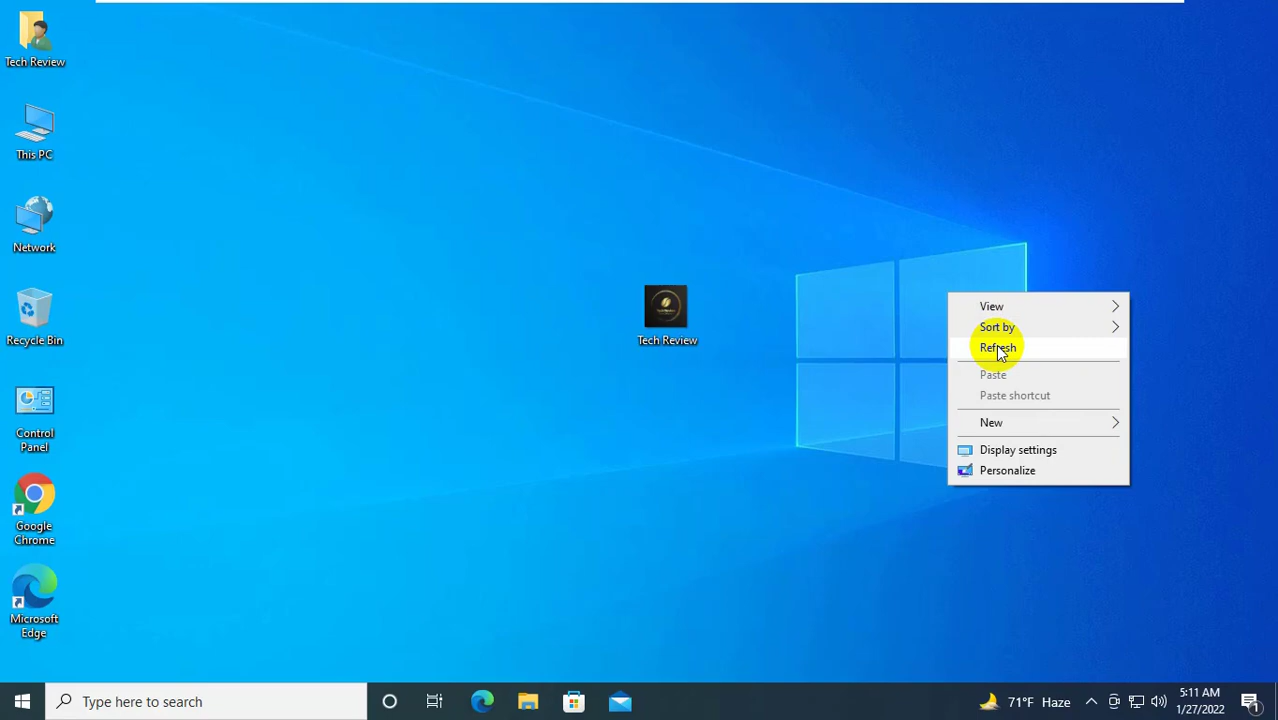 Tech Review
This PC
Network
Recycle Bin
Control
Panel
Google
Chrome
Microsoft
Edge
Tech Review
View
Sort by
Refresh
Paste
Paste shortcut
New
Display settings
Personalize
Type here to search
71°F Haze
5:11 AM
1/27/2022
1